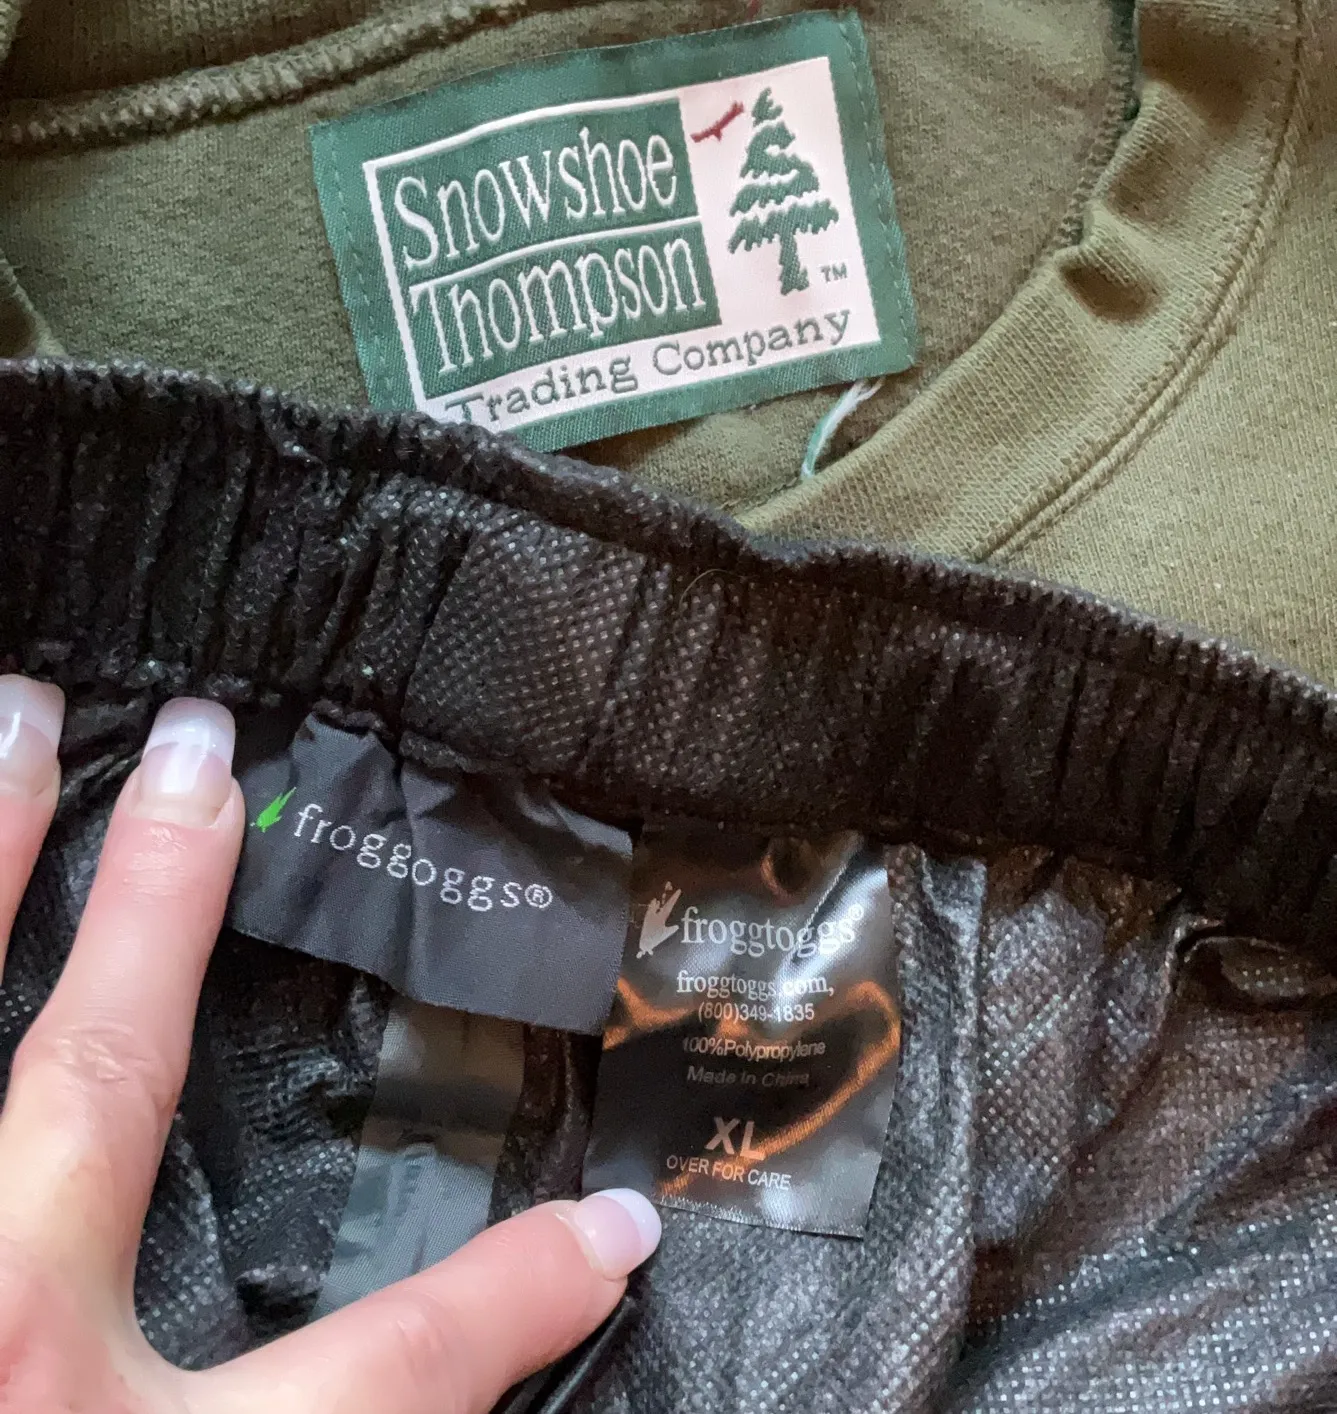 Snowshoe
Thompson
TM
Trading Company
froggoggs®
froggtoggs®
froggtoggs.com,
(800)349-1835
100%Polypropylene
Made In China
XL
OVER FOR CARE